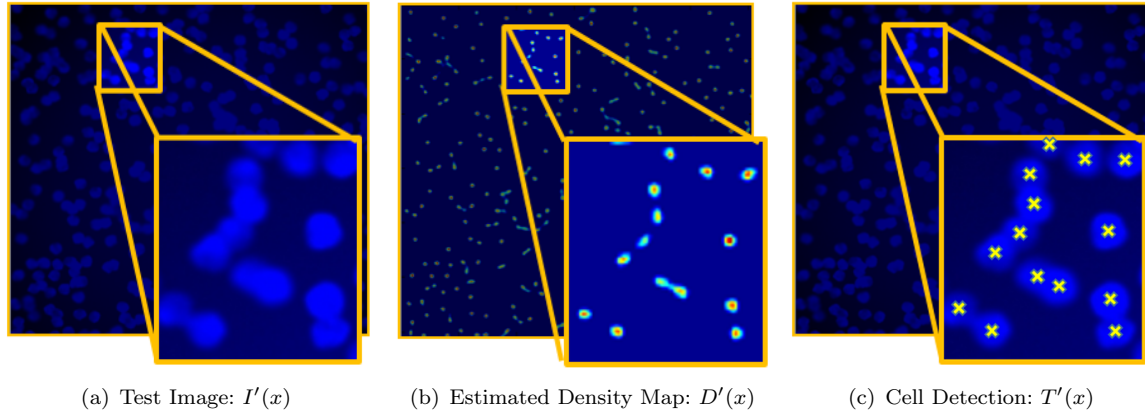 (a) Test Image: I′(x)
(b) Estimated Density Map: D′(x)
(c) Cell Detection: T′(x)